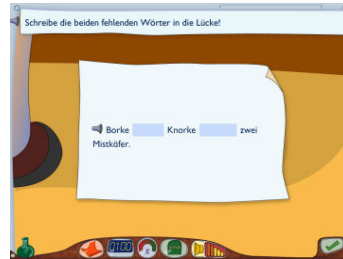 Schreibe die beiden fehlenden Wörter in die Lücke!
Borke Knorke zwei
Mistkäfer.